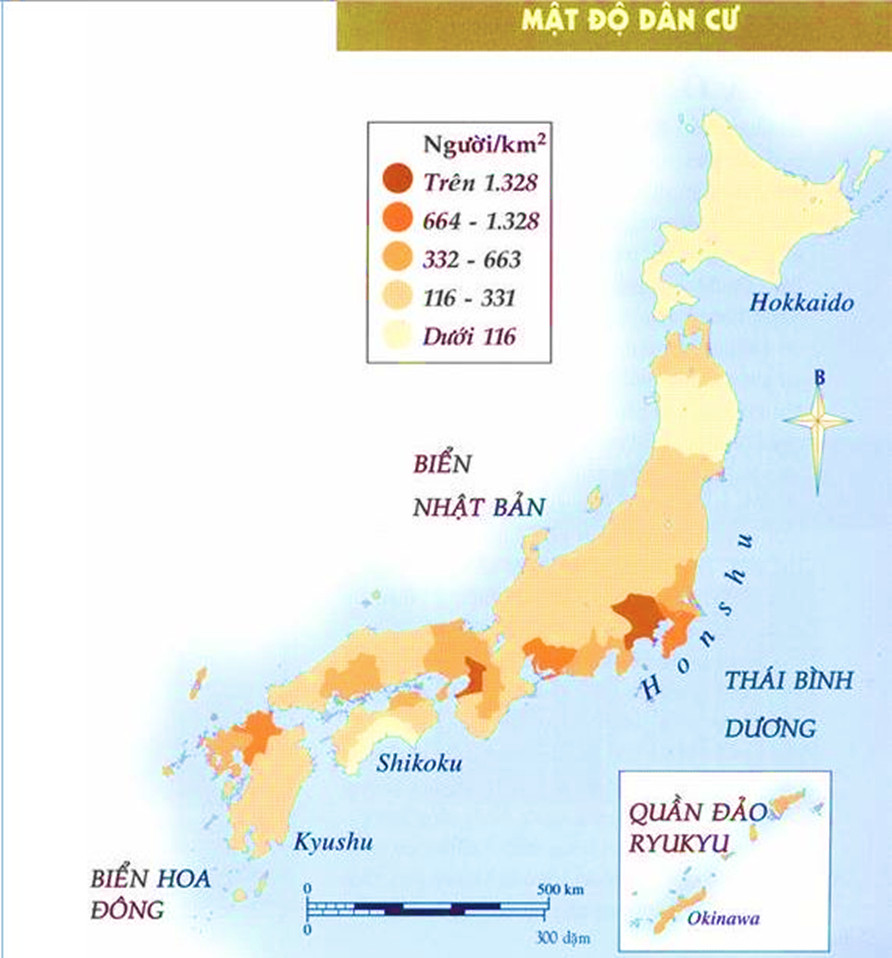 MẬT ĐỘ DÂN CƯ
Người/km²
Trên 1.328
664 - 1.328
332 - 663
116 - 331
Dưới 116
Hokkaido
B
BIỂN
NHẬT BẢN
Honshu
THÁI BÌNH
DƯƠNG
Shikoku
Kyushu
QUẦN ĐẢO
RYUKYU
Okinawa
BIỂN HOA
ĐÔNG
0
500 km
0
300 dặm